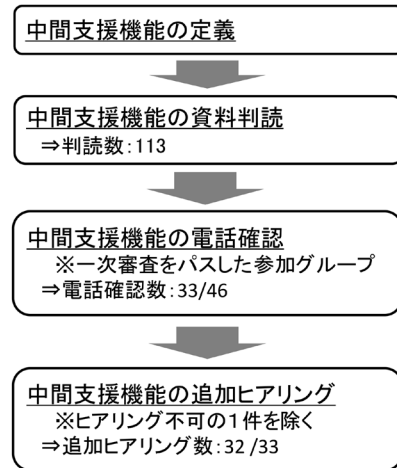 中間支援機能の定義
中間支援機能の資料判読
⇒判読数:113
中間支援機能の電話確認
※一次審査をパスした参加グループ
⇒電話確認数:33/46
中間支援機能の追加ヒアリング
※ヒアリング不可の1件を除く
⇒追加ヒアリング数:32 /33